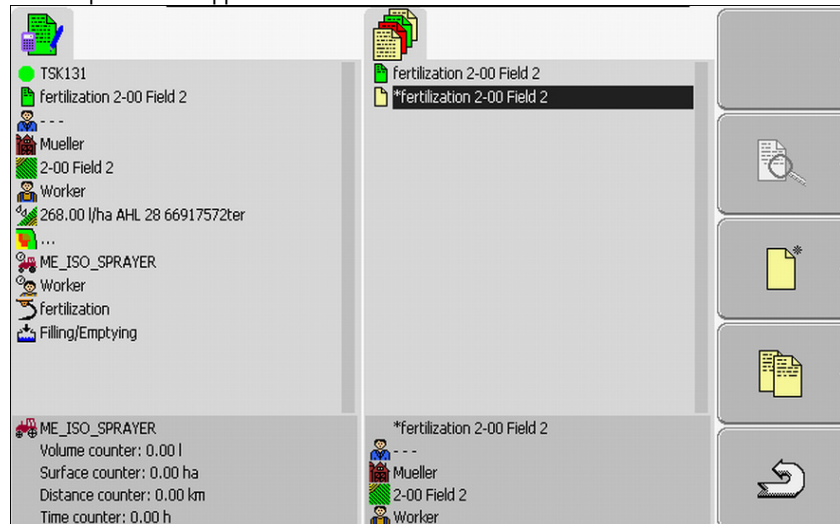 TSK131
fertilization 2-00 Field 2
- - -
Mueller
2-00 Field 2
Worker
268.00 l/ha AHL 28 66917572ter
...
ME_ISO_SPRAYER
Worker
fertilization
Filling/Emptying
ME_ISO_SPRAYER
Volume counter: 0.00 l
Surface counter: 0.00 ha
Distance counter: 0.00 km
Time counter: 0.00 h
fertilization 2-00 Field 2
*fertilization 2-00 Field 2
*fertilization 2-00 Field 2
- - -
Mueller
2-00 Field 2
Worker